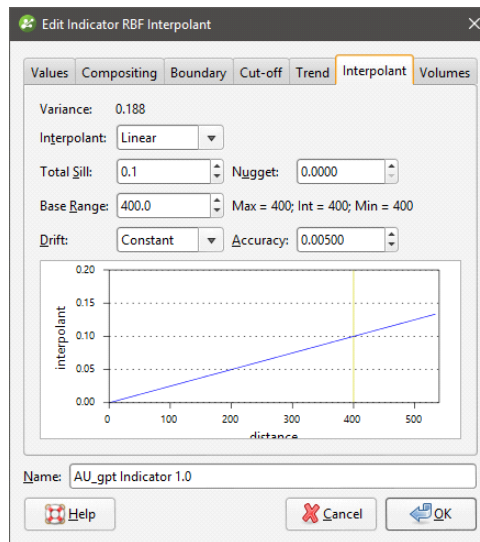 Edit Indicator RBF Interpolant
Values Compositing Boundary Cut-off Trend Interpolant Volumes
Variance: 0.188
Interpolant: Linear
Total Sill: 0.1 Nugget: 0.0000
Base Range: 400.0 Max = 400; Int = 400; Min = 400
Drift: Constant Accuracy: 0.00500
0.20
0.15
0.10
0.05
0.00
interpolant
0 100 200 300 400 500
distance
Name: AU_gpt Indicator 1.0
Help Cancel OK